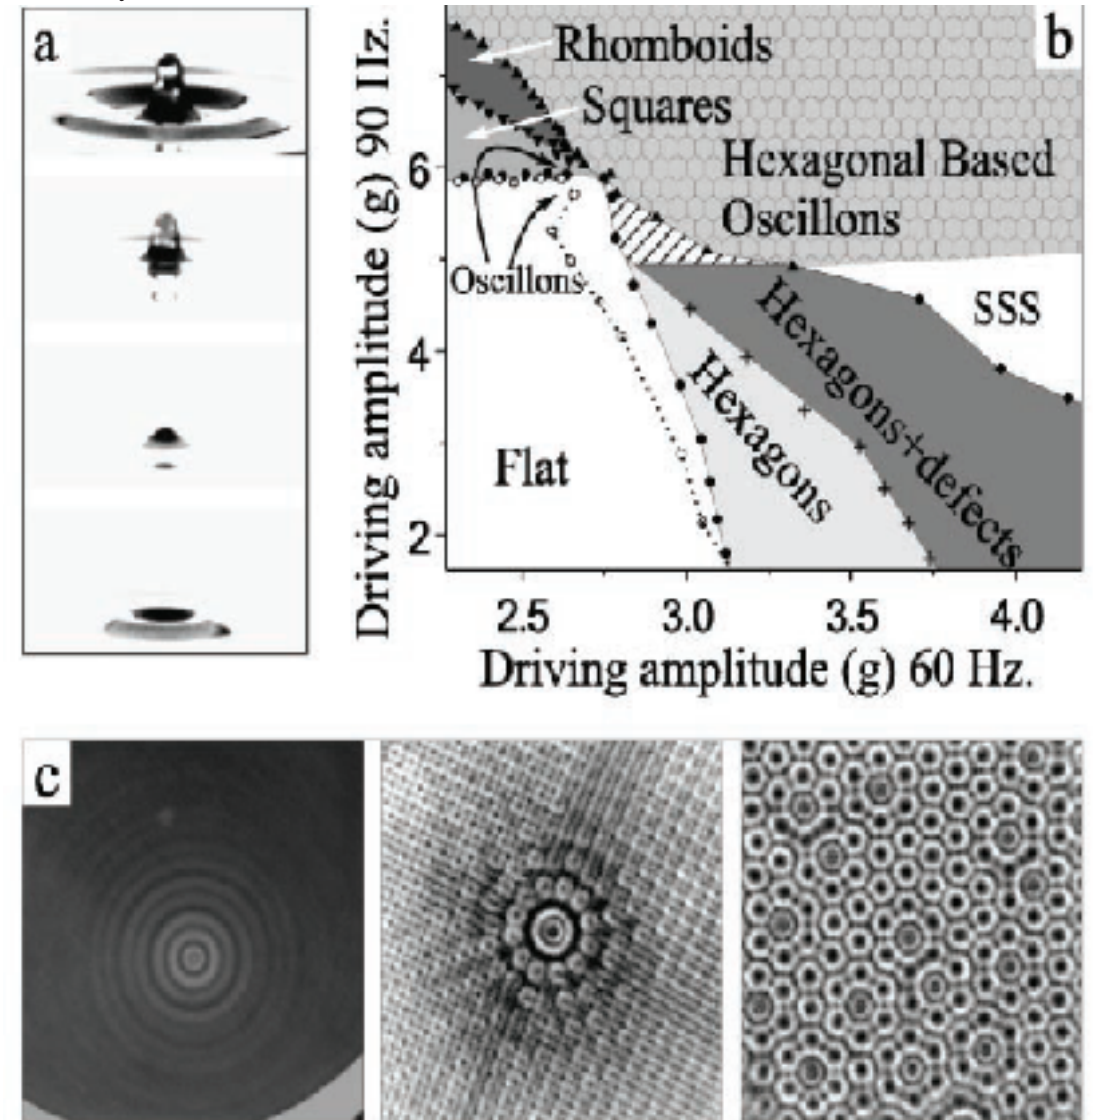 a
b
Rhomboids
Squares
Hexagonal Based
Oscillons
Oscillons
SSS
Hexagons+defects
Hexagons
Flat
6
4
2
Driving amplitude (g) 90 Hz.
2.5 3.0 3.5 4.0
Driving amplitude (g) 60 Hz.
c